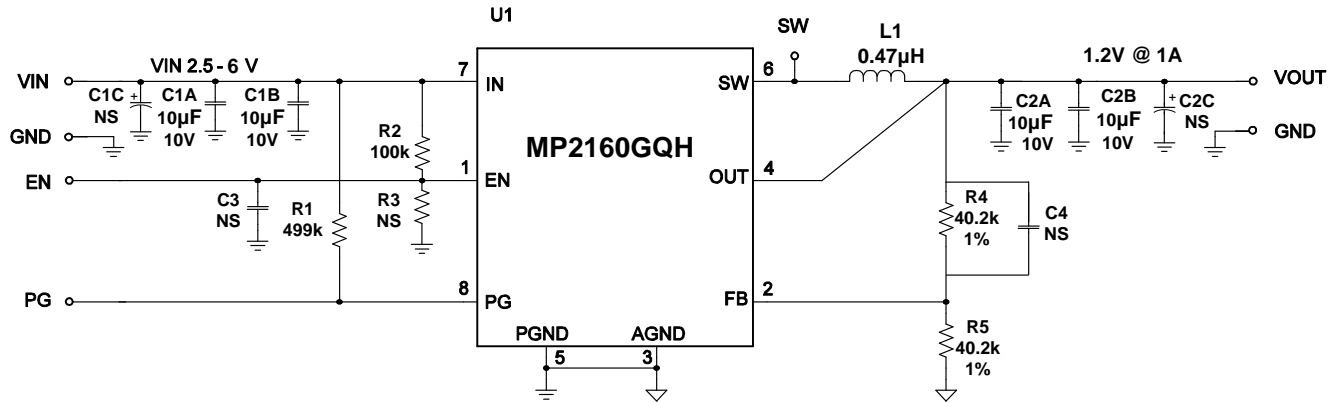 U1
SW
L1
0.47µH
VIN
VIN 2.5 - 6 V
7
IN
SW
6
1.2V @ 1A
VOUT
C1C
+
NS
C1A
10µF
10V
C1B
10µF
10V
R2
100k
MP2160GQH
C2A
10µF
10V
C2B
10µF
10V
+
C2C
NS
GND
GND
EN
1
EN
OUT
4
C3
NS
R1
499k
R3
NS
R4
40.2k
1%
C4
NS
PG
8
PG
FB
2
PGND
AGND
5
3
R5
40.2k
1%